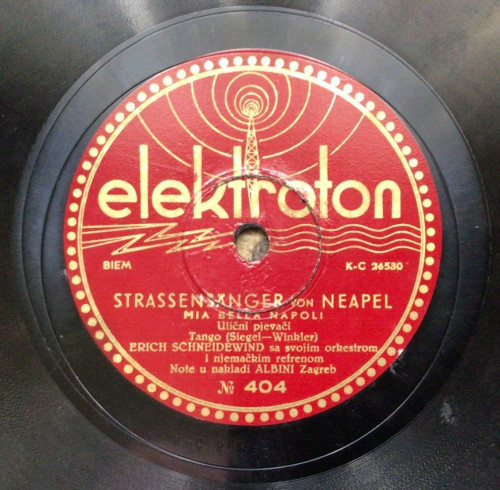 elektroton
BIEM K-C 26530
STRASSENSÄNGER VON NEAPEL
MIA BELLA NAPOLI
Ulični pjevači
Tango (Siegel—Winkler)
ERICH SCHNEIDEWIND sa svojim orkestrom
i njemačkim refrenom
Note u nakladi ALBINI Zagreb
№ 404